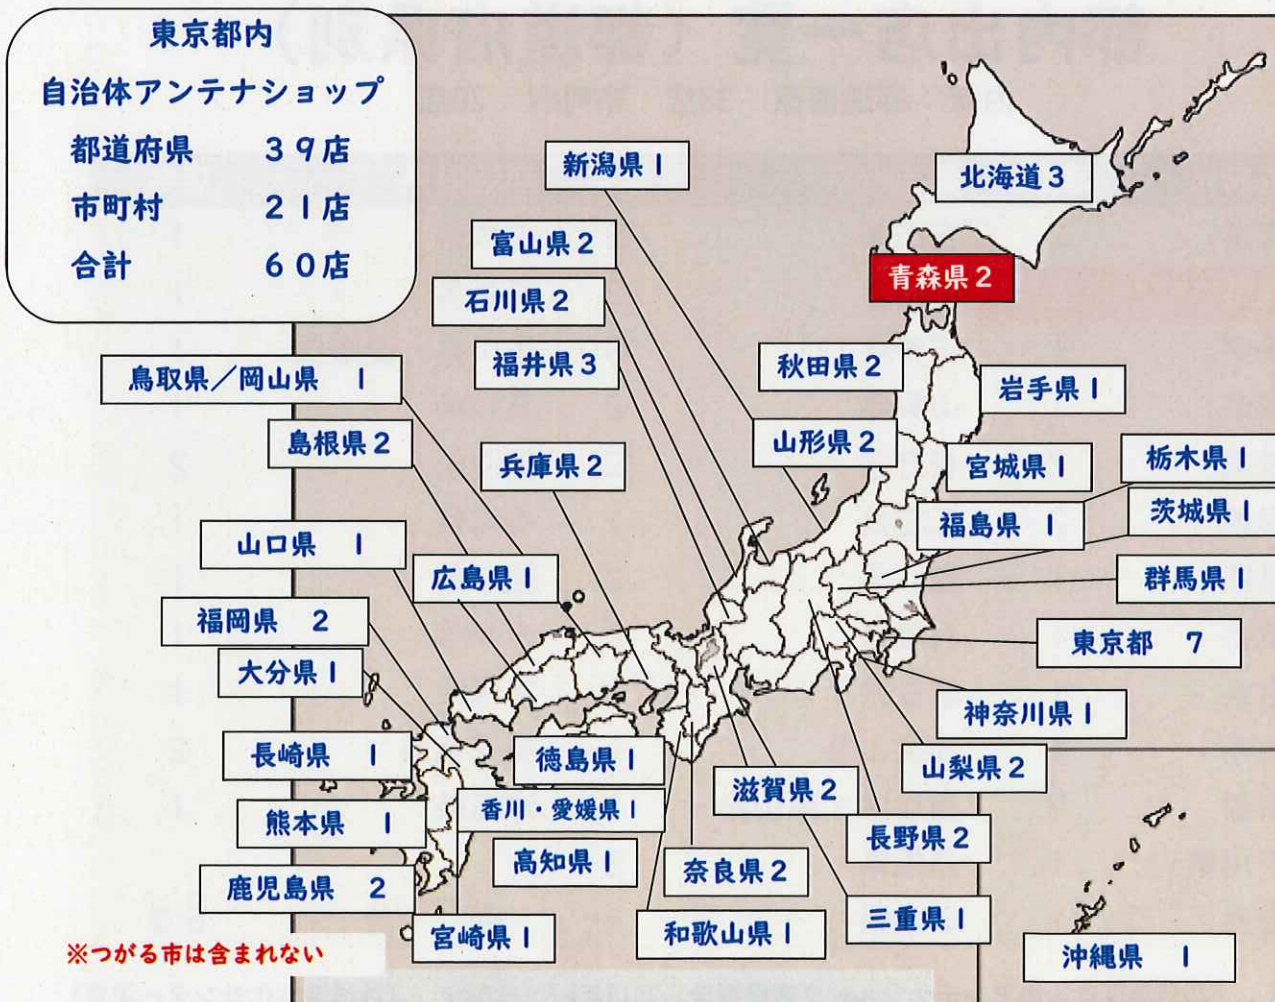 東京都内
自治体アンテナショップ
都道府県 39店
市町村 21店
合計 60店
新潟県1
北海道3
富山県2
青森県2
石川県2
福井県3
秋田県2
鳥取県/岡山県 1
岩手県1
島根県2
山形県2
兵庫県2
宮城県1
栃木県1
茨城県1
福島県 1
山口県 1
広島県1
群馬県1
福岡県 2
東京都 7
大分県1
神奈川県1
長崎県 1
徳島県1
山梨県2
滋賀県2
香川・愛媛県1
熊本県 1
長野県2
高知県1
奈良県2
鹿児島県 2
三重県1
宮崎県1
和歌山県1
沖縄県 1
※つがる市は含まれない